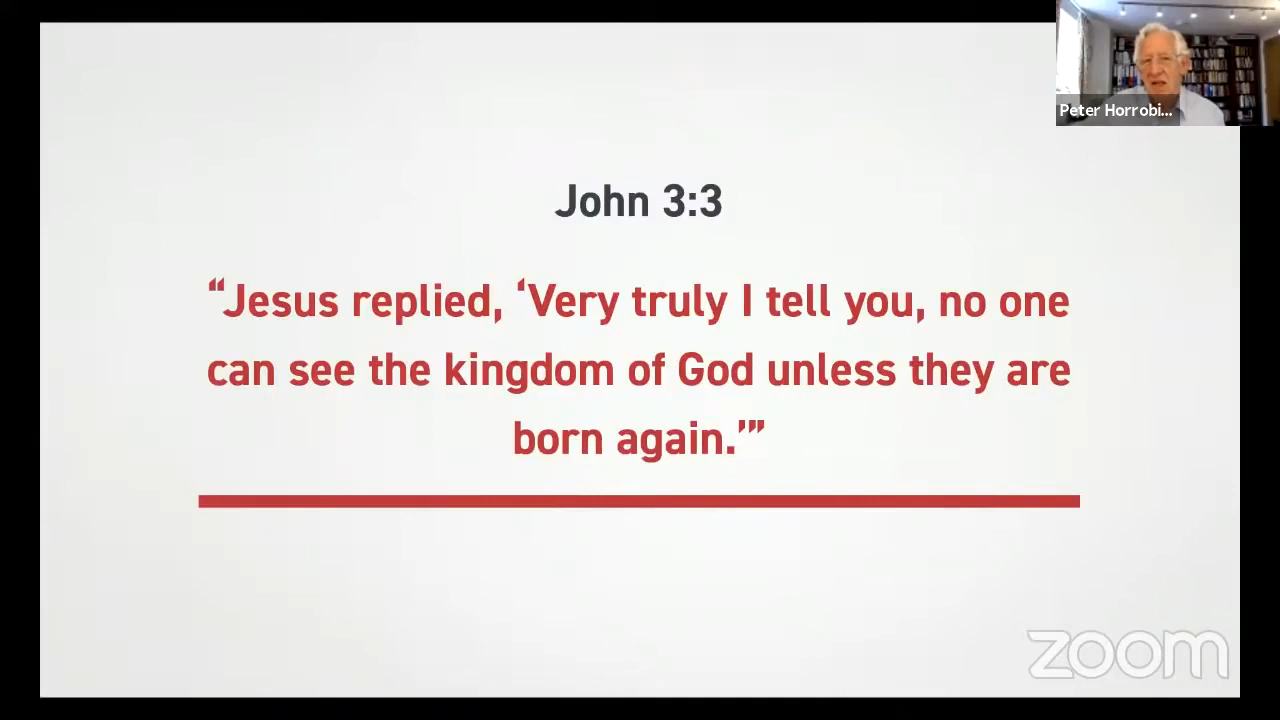 Peter Horrobi...
John 3:3
“Jesus replied, ‘Very truly I tell you, no one
can see the kingdom of God unless they are
born again.’”
zoom